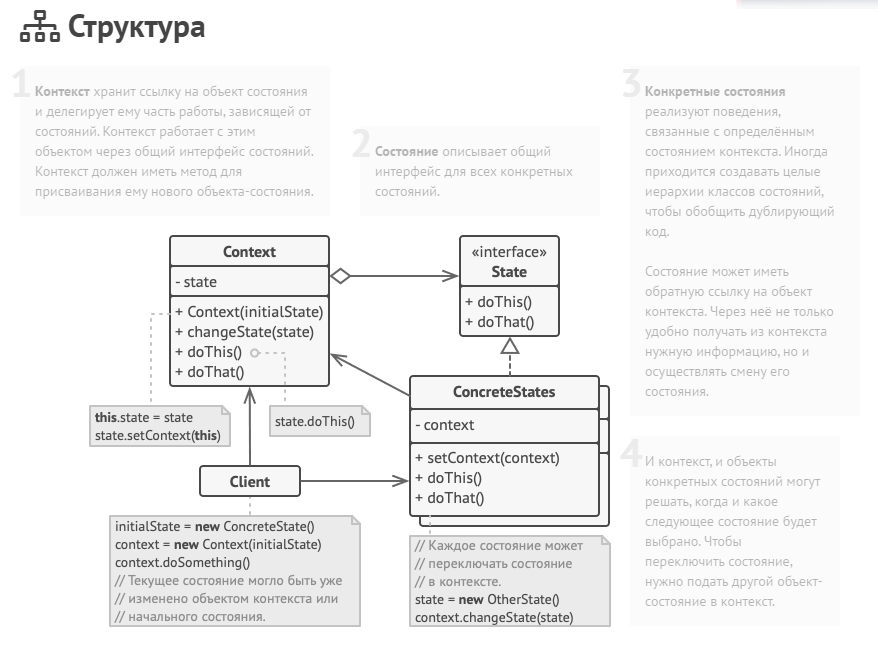 Структура
1
Контекст хранит ссылку на объект состояния
и делегирует ему часть работы, зависящей от
состояний. Контекст работает с этим
объектом через общий интерфейс состояний.
Контекст должен иметь метод для
присваивания ему нового объекта-состояния.
2
Состояние описывает общий
интерфейс для всех конкретных
состояний.
3
Конкретные состояния
реализуют поведения,
связанные с определённым
состоянием контекста. Иногда
приходится создавать целые
иерархии классов состояний,
чтобы обобщить дублирующий
код.
Состояние может иметь
обратную ссылку на объект
контекста. Через неё не только
удобно получать из контекста
нужную информацию, но и
осуществлять смену его
состояния.
Context
- state
+ Context(initialState)
+ changeState(state)
+ doThis()
+ doThat()
«interface»
State
+ doThis()
+ doThat()
this.state = state
state.setContext(this)
state.doThis()
ConcreteStates
- context
+ setContext(context)
+ doThis()
+ doThat()
Client
4
И контекст, и объекты
конкретных состояний могут
решать, когда и какое
следующее состояние будет
выбрано. Чтобы
переключить состояние,
нужно подать другой объект-
состояние в контекст.
initialState = new ConcreteState()
context = new Context(initialState)
context.doSomething()
// Текущее состояние могло быть уже
// изменено объектом контекста или
// начального состояния.
// Каждое состояние может
// переключать состояние
// в контексте.
state = new OtherState()
context.changeState(state)